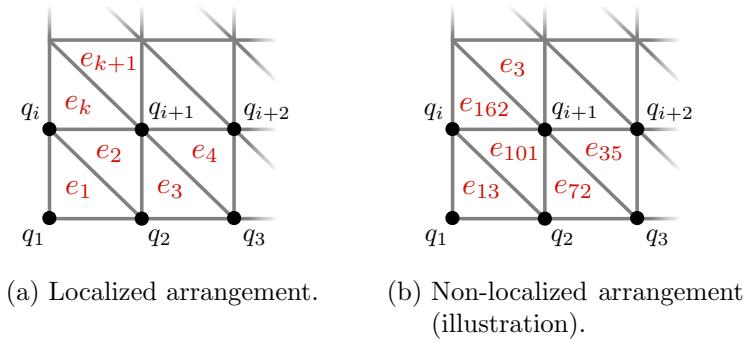 e_{k+1} e_3
q_i e_k q_{i+1} q_{i+2} q_i e_{162} q_{i+1} q_{i+2}
e_2 e_4 e_{101} e_{35}
e_1 e_3 e_{13} e_{72}
q_1 q_2 q_3 q_1 q_2 q_3
(a) Localized arrangement.
(b) Non-localized arrangement
(illustration).